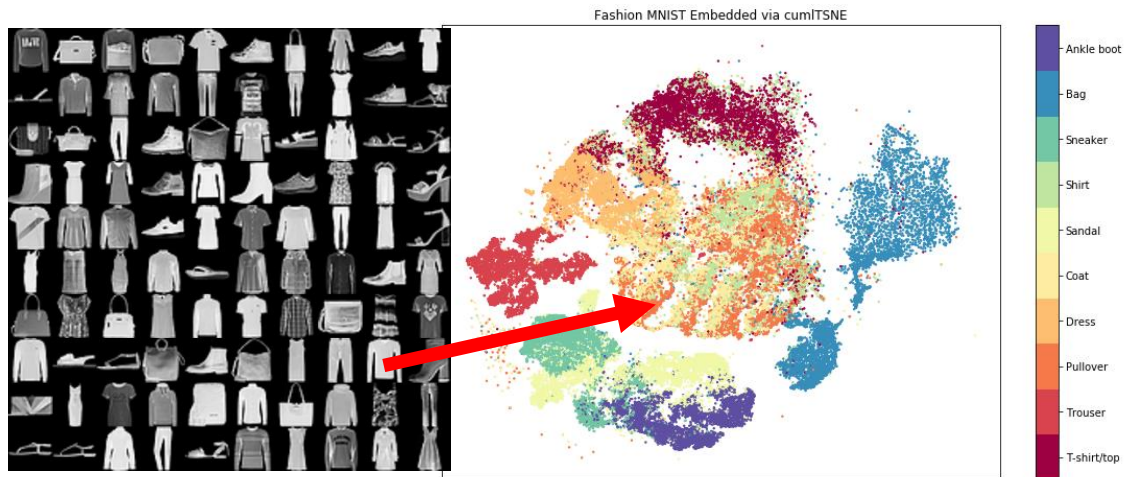 Fashion MNIST Embedded via cumlTSNE
Ankle boot
Bag
Sneaker
Shirt
Sandal
Coat
Dress
Pullover
Trouser
T-shirt/top